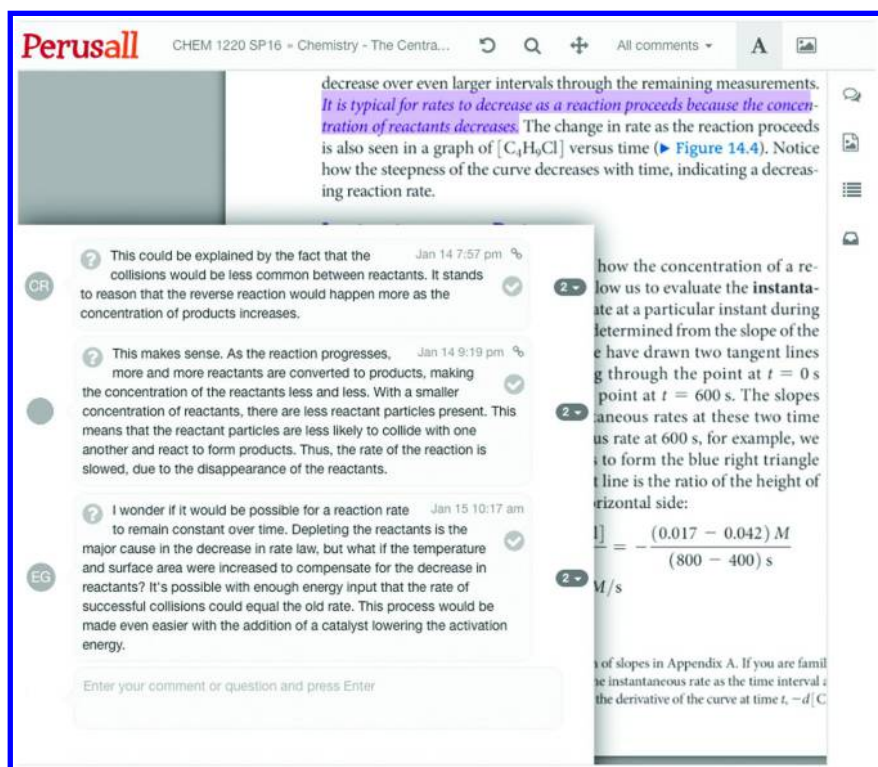 Perusall
CHEM 1220 SP16 » Chemistry - The Centra...
All comments
A
decrease over even larger intervals through the remaining measurements.
It is typical for rates to decrease as a reaction proceeds because the concen-
tration of reactants decreases. The change in rate as the reaction proceeds
is also seen in a graph of [C₄H₉Cl] versus time (▶ Figure 14.4). Notice
how the steepness of the curve decreases with time, indicating a decreas-
ing reaction rate.
CR
? This could be explained by the fact that the Jan 14 7:57 pm
collisions would be less common between reactants. It stands
to reason that the reverse reaction would happen more as the
concentration of products increases.
2
? This makes sense. As the reaction progresses, Jan 14 9:19 pm
more and more reactants are converted to products, making
the concentration of the reactants less and less. With a smaller
concentration of reactants, there are less reactant particles present. This
means that the reactant particles are less likely to collide with one
another and react to form products. Thus, the rate of the reaction is
slowed, due to the disappearance of the reactants.
2
EG
? I wonder if it would be possible for a reaction rate Jan 15 10:17 am
to remain constant over time. Depleting the reactants is the
major cause in the decrease in rate law, but what if the temperature
and surface area were increased to compensate for the decrease in
reactants? It's possible with enough energy input that the rate of
successful collisions could equal the old rate. This process would be
made even easier with the addition of a catalyst lowering the activation
energy.
2
Enter your comment or question and press Enter
how the concentration of a re-
low us to evaluate the instanta-
ate at a particular instant during
determined from the slope of the
e have drawn two tangent lines
g through the point at t = 0 s
point at t = 600 s. The slopes
taneous rates at these two time
us rate at 600 s, for example, we
to form the blue right triangle
t line is the ratio of the height of
rizontal side:
l] = − (0.017 − 0.042) M
(800 − 400) s
M/s
of slopes in Appendix A. If you are famil
he instantaneous rate as the time interval a
the derivative of the curve at time t, −d[C